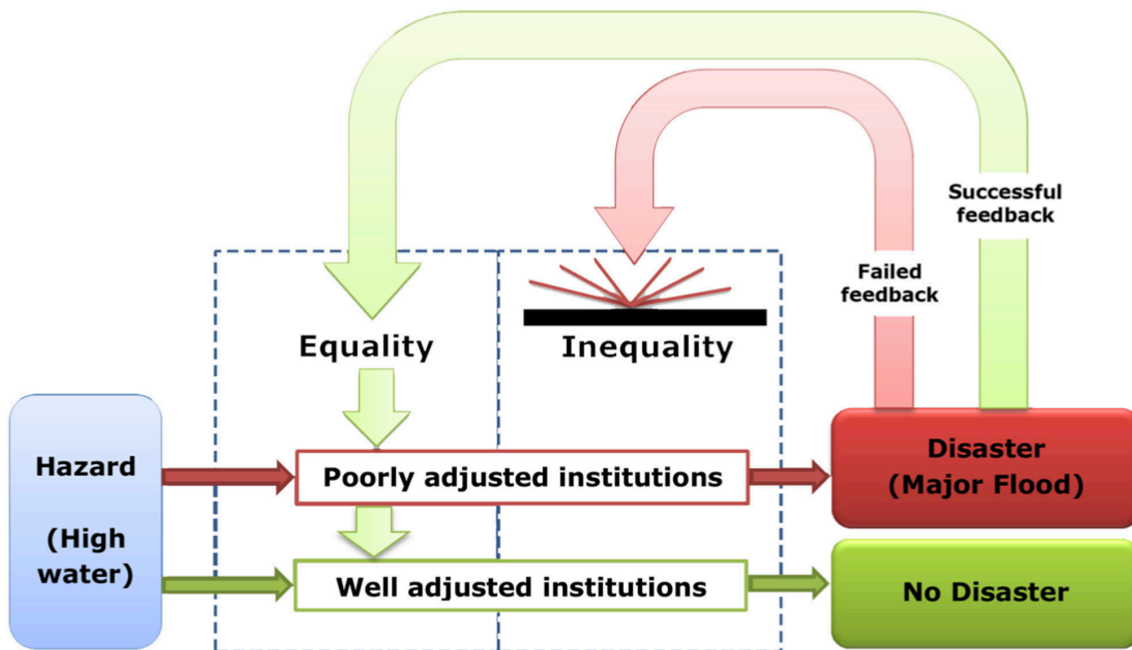 Successful
feedback
Failed
feedback
Equality
Inequality
Hazard
(High
water)
Poorly adjusted institutions
Disaster
(Major Flood)
Well adjusted institutions
No Disaster